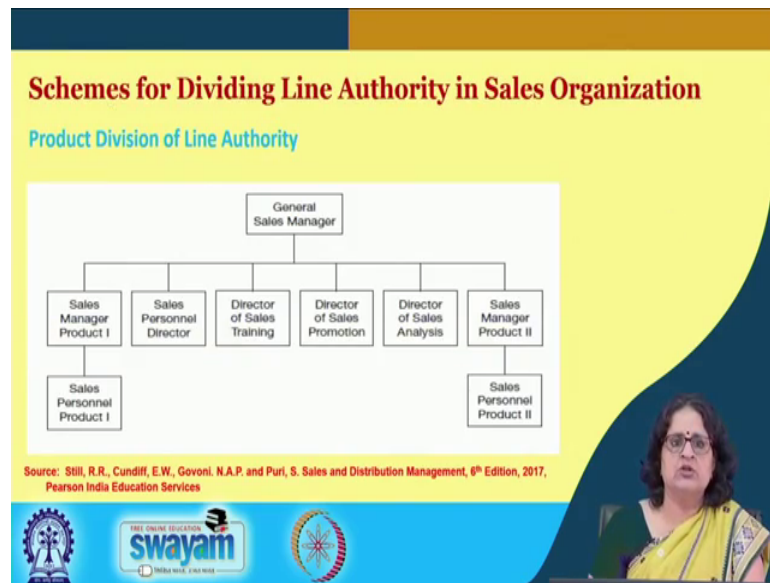 Schemes for Dividing Line Authority in Sales Organization
Product Division of Line Authority
General
Sales Manager
Sales
Manager
Product I
Sales
Personnel
Director
Director
of Sales
Training
Director
of Sales
Promotion
Director
of Sales
Analysis
Sales
Manager
Product II
Sales
Personnel
Product I
Sales
Personnel
Product II
Source: Still, R.R., Cundiff, E.W., Govoni. N.A.P. and Puri, S. Sales and Distribution Management, 6th Edition, 2017,
Pearson India Education Services
FREE ONLINE EDUCATION
swayam